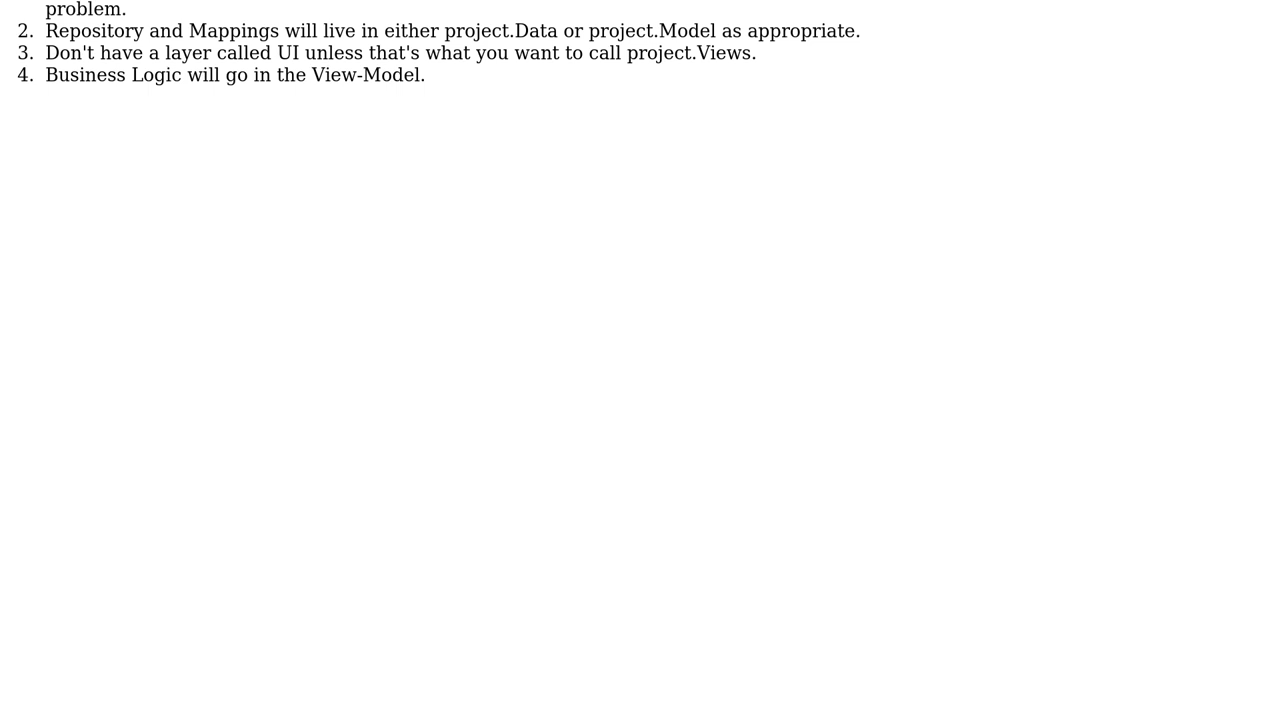 problem.
2. Repository and Mappings will live in either project.Data or project.Model as appropriate.
3. Don't have a layer called UI unless that's what you want to call project.Views.
4. Business Logic will go in the View-Model.